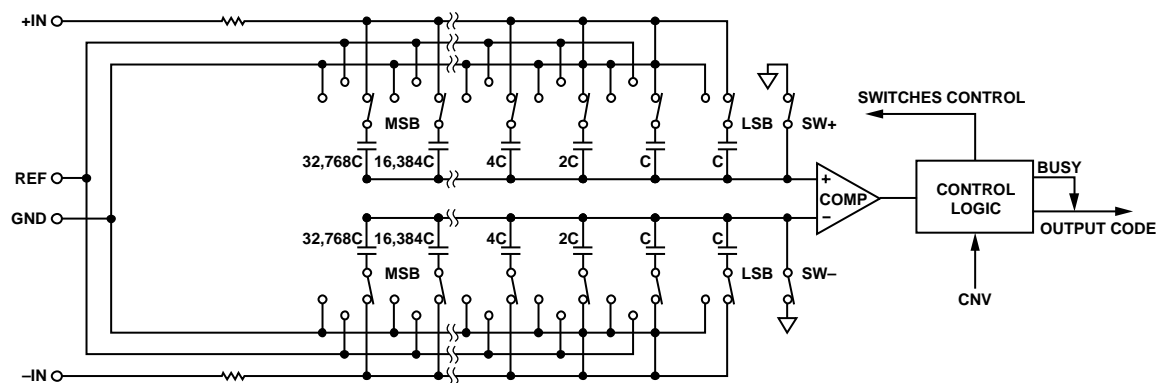 +IN
SWITCHES CONTROL
MSB
LSB
SW+
32,768C
16,384C
4C
2C
C
C
BUSY
REF
+
COMP
–
CONTROL
LOGIC
GND
OUTPUT CODE
32,768C
16,384C
4C
2C
C
C
MSB
LSB
SW–
CNV
–IN